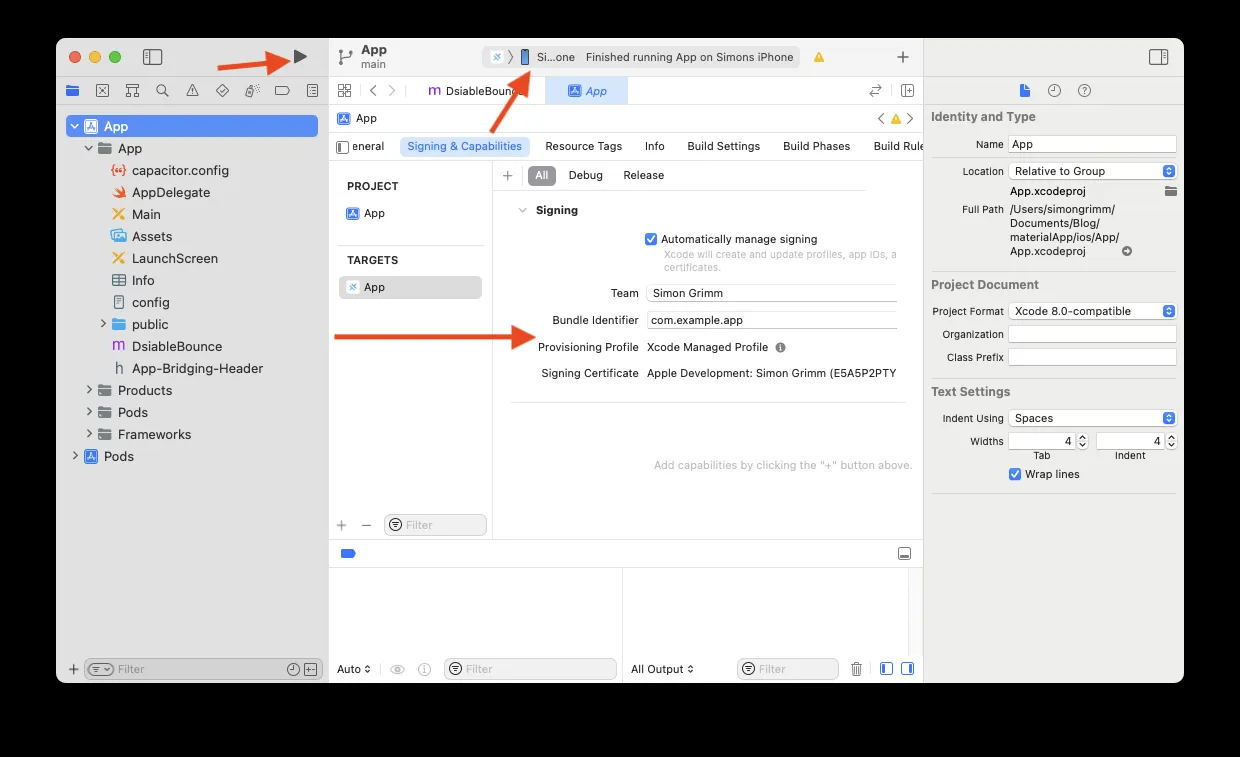 App
main
Si...one Finished running App on Simons iPhone
DsiableBounc
App
App
App
App
capacitor.config
AppDelegate
Main
Assets
LaunchScreen
Info
config
public
DsiableBounce
App-Bridging-Header
Products
Pods
Frameworks
Pods
Filter
eneral Signing & Capabilities Resource Tags Info Build Settings Build Phases Build Rule
PROJECT
App
TARGETS
App
Filter
All Debug Release
Signing
Automatically manage signing
Xcode will create and update profiles, app IDs, a
certificates.
Team Simon Grimm
Bundle Identifier com.example.app
Provisioning Profile Xcode Managed Profile
Signing Certificate Apple Development: Simon Grimm (E5A5P2PTY
Add capabilities by clicking the "+" button above.
Auto Filter
All Output Filter
Identity and Type
Name App
Location Relative to Group
App.xcodeproj
Full Path /Users/simongrimm/
Documents/Blog/
materialApp/ios/App/
App.xcodeproj
Project Document
Project Format Xcode 8.0-compatible
Organization
Class Prefix
Text Settings
Indent Using Spaces
Widths 4 4
Tab Indent
Wrap lines